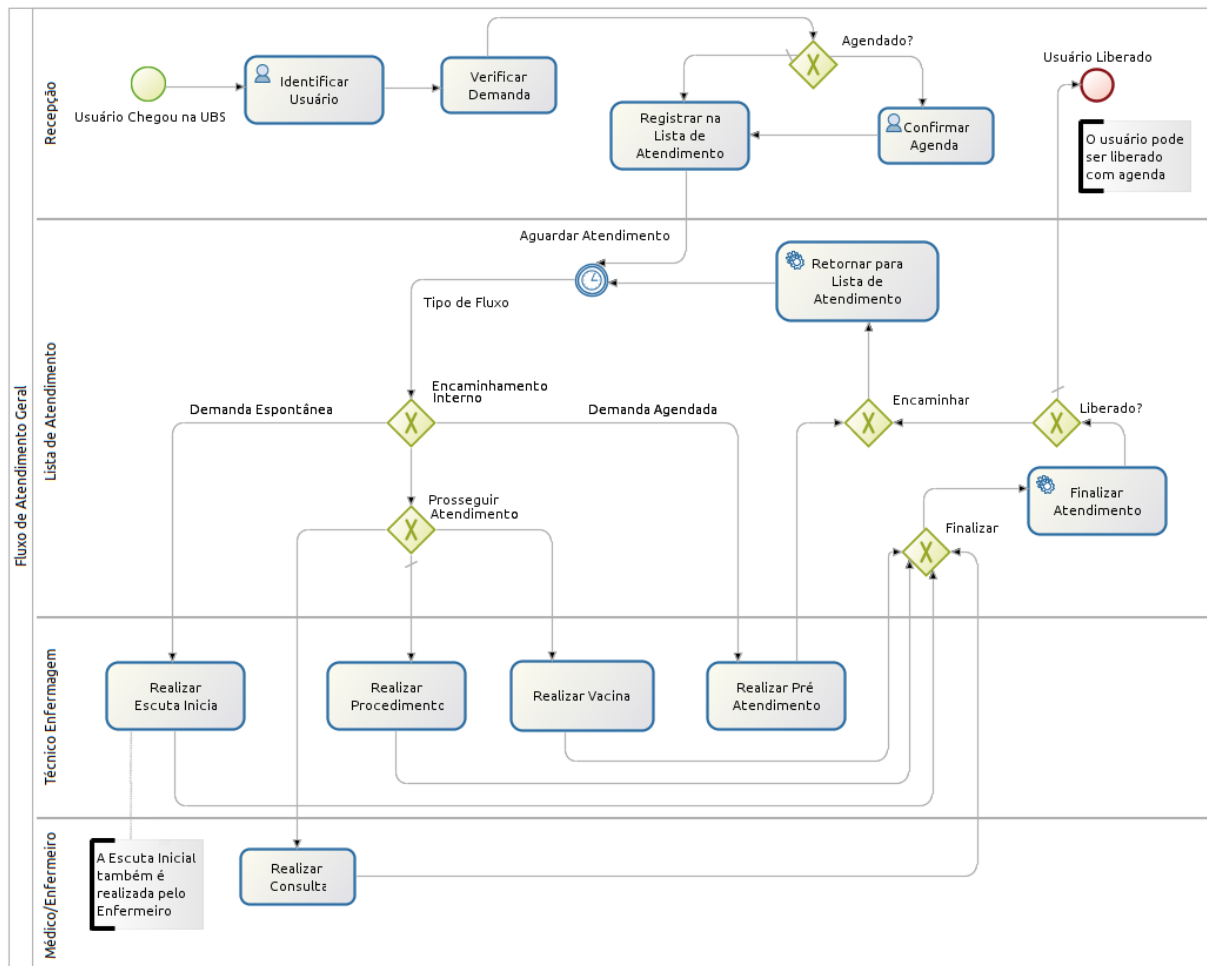 Fluxo de Atendimento Geral
Recepção
Usuário Chegou na UBS
Identificar
Usuário
Verificar
Demanda
Agendado?
Registrar na
Lista de
Atendimento
Confirmar
Agenda
Usuário Liberado
O usuário pode
ser liberado
com agenda
Lista de Atendimento
Aguardar Atendimento
Tipo de Fluxo
Retornar para
Lista de
Atendimento
Demanda Espontânea
Encaminhamento
Interno
Demanda Agendada
Encaminhar
Liberado?
Prosseguir
Atendimento
Finalizar
Finalizar
Atendimento
Técnico Enfermagem
Realizar
Escuta Inicia
Realizar
Procedimento
Realizar Vacina
Realizar Pré
Atendimento
Médico/Enfermeiro
A Escuta Inicial
também é
realizada pelo
Enfermeiro
Realizar
Consulta